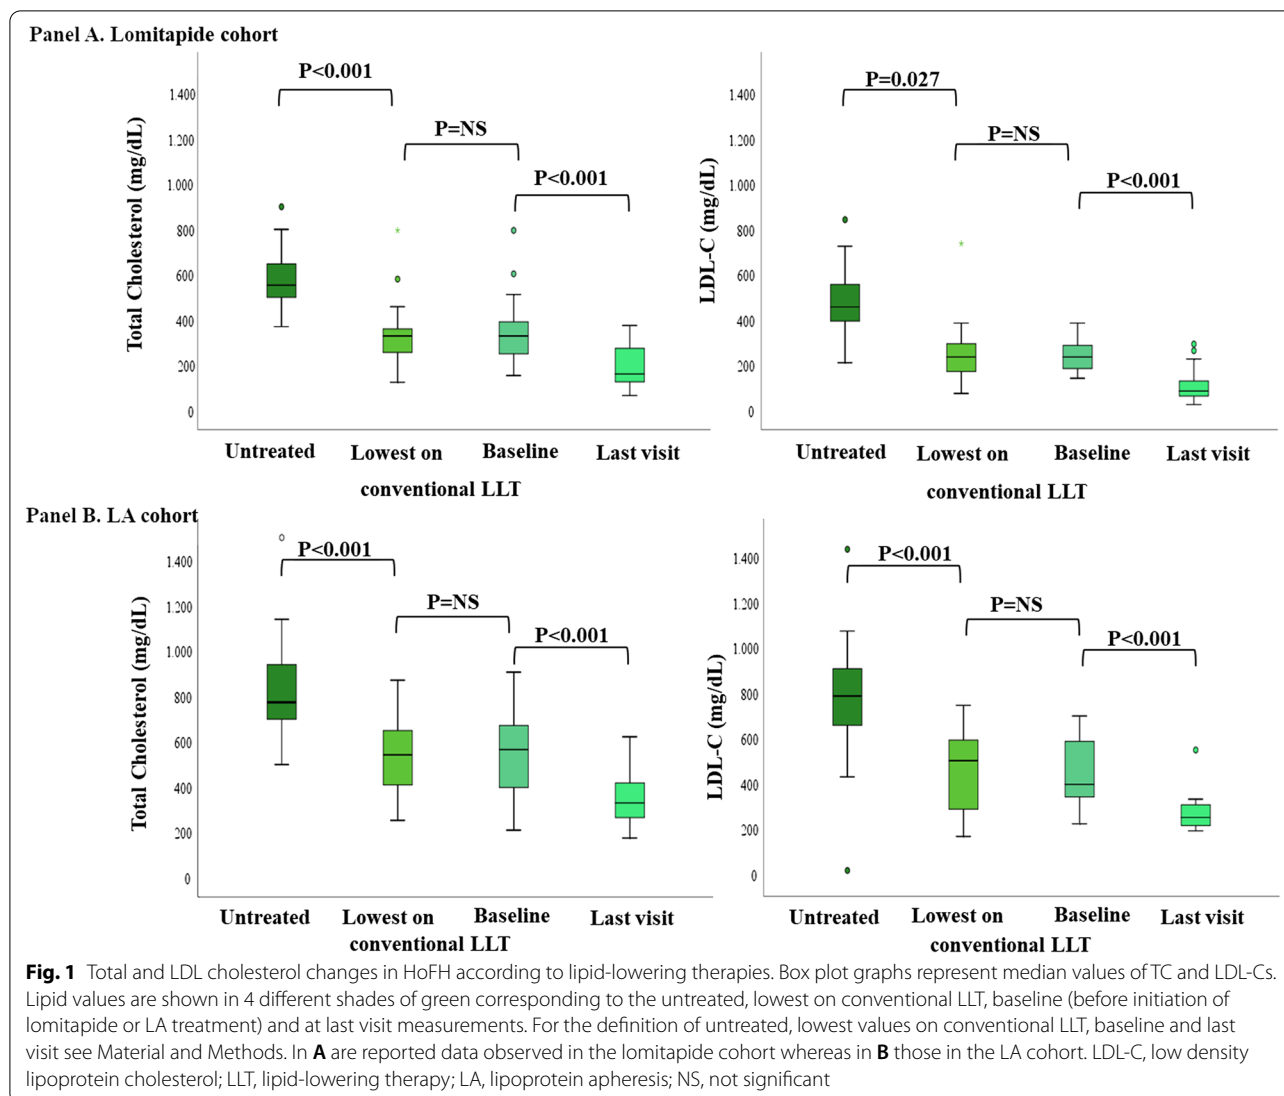 Panel A. Lomitapide cohort
P<0.001
P=NS
P<0.001
Total Cholesterol (mg/dL)
1.400
1.200
1.000
800
600
400
200
0
Untreated
Lowest on
Baseline
Last visit
conventional LLT
P=0.027
P=NS
P<0.001
LDL-C (mg/dL)
1.400
1.200
1.000
800
600
400
200
0
Untreated
Lowest on
Baseline
Last visit
conventional LLT
Panel B. LA cohort
P<0.001
P=NS
P<0.001
Total Cholesterol (mg/dL)
1.400
1.200
1.000
800
600
400
200
0
Untreated
Lowest on
Baseline
Last visit
conventional LLT
P<0.001
P=NS
P<0.001
LDL-C (mg/dL)
1.400
1.200
1.000
800
600
400
200
0
Untreated
Lowest on
Baseline
Last visit
conventional LLT
Fig. 1 Total and LDL cholesterol changes in HoFH according to lipid-lowering therapies. Box plot graphs represent median values of TC and LDL-Cs.
Lipid values are shown in 4 different shades of green corresponding to the untreated, lowest on conventional LLT, baseline (before initiation of
lomitapide or LA treatment) and at last visit measurements. For the definition of untreated, lowest values on conventional LLT, baseline and last
visit see Material and Methods. In A are reported data observed in the lomitapide cohort whereas in B those in the LA cohort. LDL-C, low density
lipoprotein cholesterol; LLT, lipid-lowering therapy; LA, lipoprotein apheresis; NS, not significant